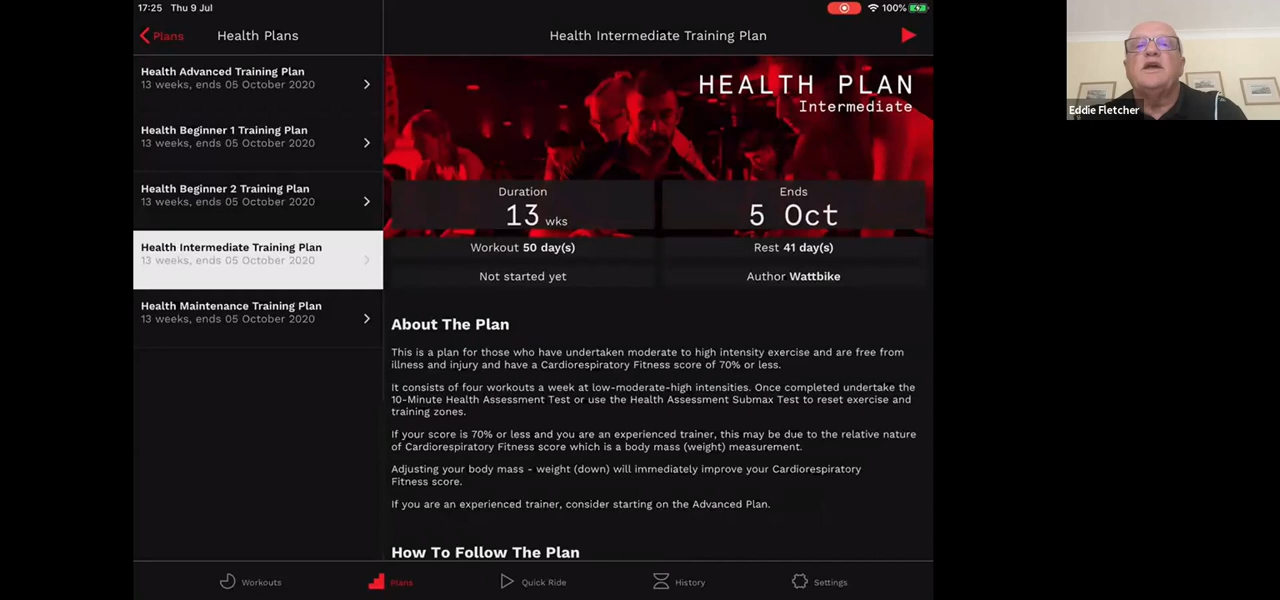 17:25 Thu 9 Jul
100%
Plans
Health Plans
Health Intermediate Training Plan
Health Advanced Training Plan
13 weeks, ends 05 October 2020
Health Beginner 1 Training Plan
13 weeks, ends 05 October 2020
Health Beginner 2 Training Plan
13 weeks, ends 05 October 2020
Health Intermediate Training Plan
13 weeks, ends 05 October 2020
Health Maintenance Training Plan
13 weeks, ends 05 October 2020
HEALTH PLAN
Intermediate
Duration
13 wks
Ends
5 Oct
Workout 50 day(s)
Rest 41 day(s)
Not started yet
Author Wattbike
About The Plan
This is a plan for those who have undertaken moderate to high intensity exercise and are free from
illness and injury and have a Cardiorespiratory Fitness score of 70% or less.
It consists of four workouts a week at low-moderate-high intensities. Once completed undertake the
10-Minute Health Assessment Test or use the Health Assessment Submax Test to reset exercise and
training zones.
If your score is 70% or less and you are an experienced trainer, this may be due to the relative nature
of Cardiorespiratory Fitness score which is a body mass (weight) measurement.
Adjusting your body mass - weight (down) will immediately improve your Cardiorespiratory
Fitness score.
If you are an experienced trainer, consider starting on the Advanced Plan.
How To Follow The Plan
Workouts
Plans
Quick Ride
History
Settings
Eddie Fletcher